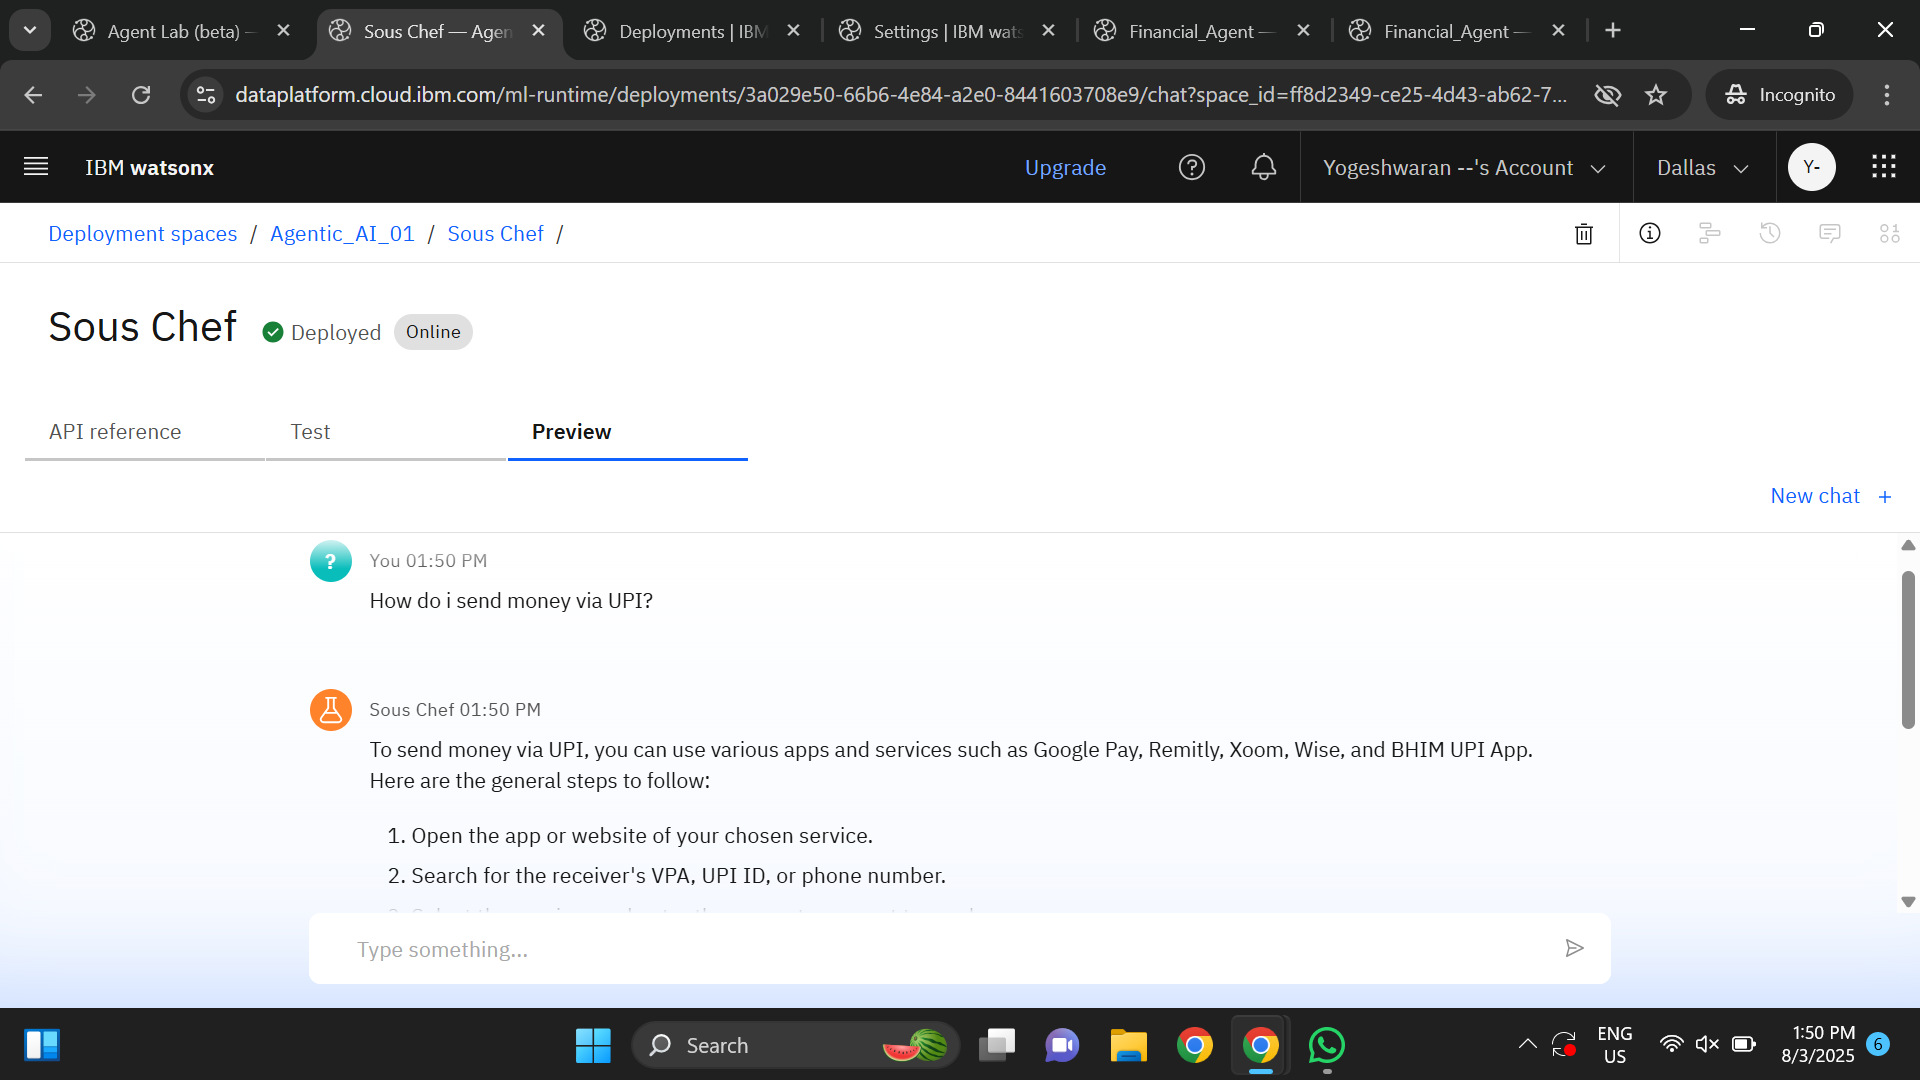 Agent Lab (beta) —
Sous Chef — Agen
Deployments | IBM
Settings | IBM wats
Financial_Agent —
Financial_Agent —
dataplatform.cloud.ibm.com/ml-runtime/deployments/3a029e50-66b6-4e84-a2e0-8441603708e9/chat?space_id=ff8d2349-ce25-4d43-ab62-7...
Incognito
IBM watsonx
Upgrade
Yogeshwaran --'s Account
Dallas
Y-
Deployment spaces / Agentic_AI_01 / Sous Chef /
Sous Chef
Deployed
Online
API reference
Test
Preview
New chat +
You 01:50 PM
How do i send money via UPI?
Sous Chef 01:50 PM
To send money via UPI, you can use various apps and services such as Google Pay, Remitly, Xoom, Wise, and BHIM UPI App.
Here are the general steps to follow:
1. Open the app or website of your chosen service.
2. Search for the receiver's VPA, UPI ID, or phone number.
Type something...
Search
ENG
US
1:50 PM
8/3/2025
6